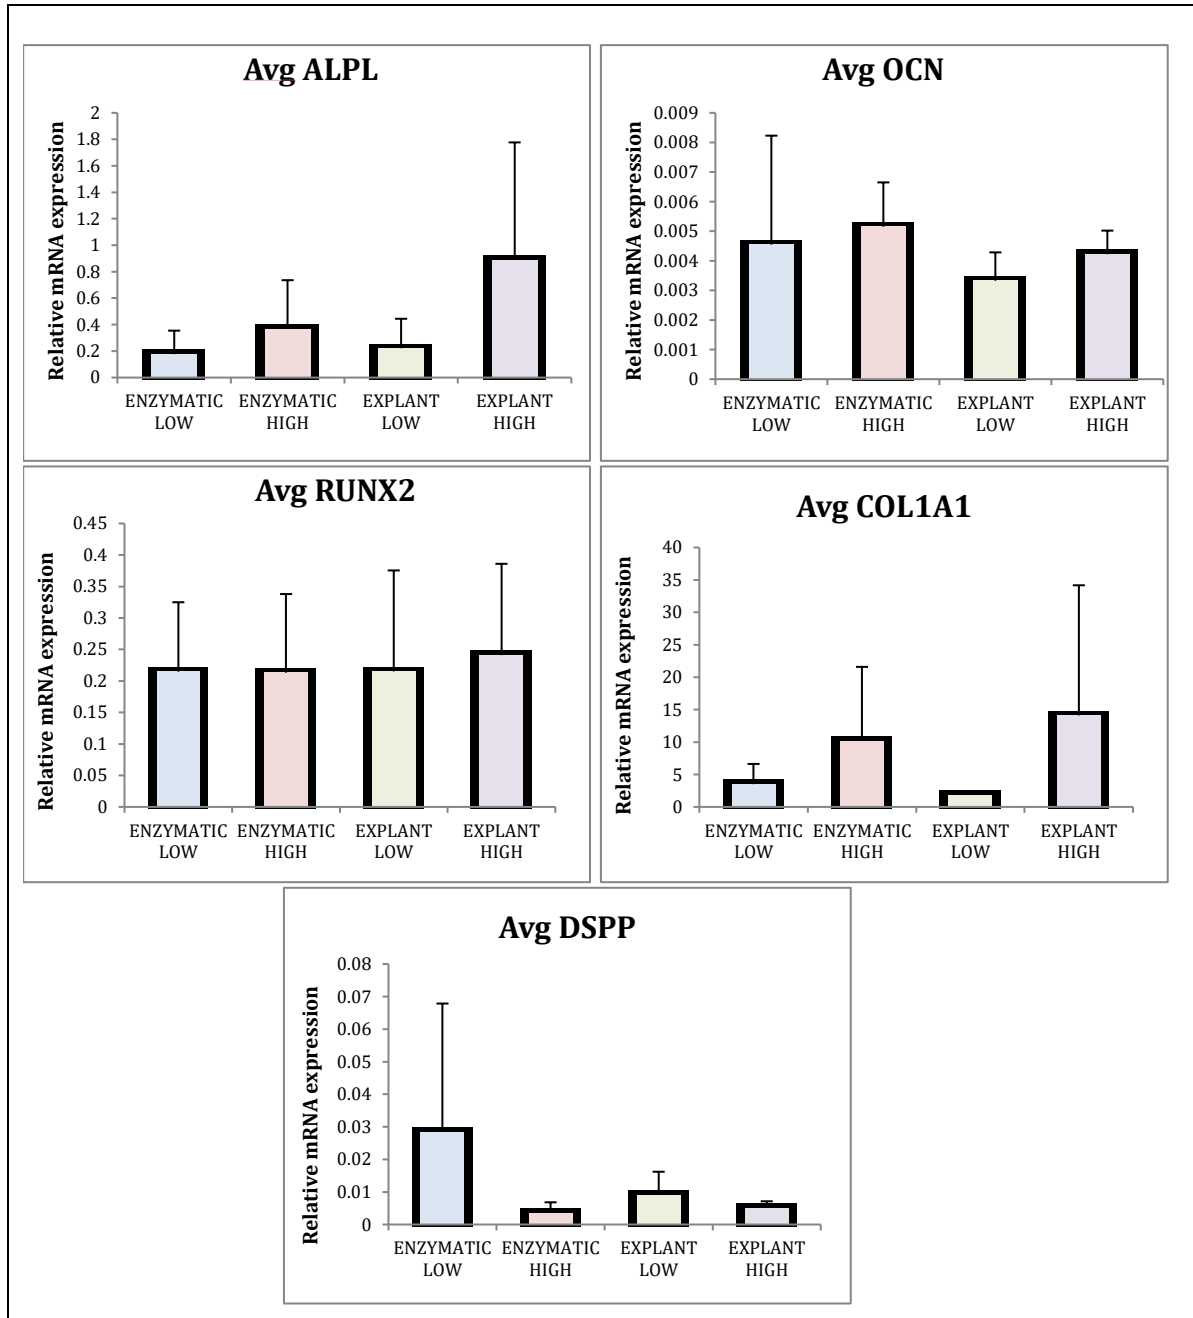 Avg ALPL
Relative mRNA expression
2
1.8
1.6
1.4
1.2
1
0.8
0.6
0.4
0.2
0
ENZYMATIC LOW
ENZYMATIC HIGH
EXPLANT LOW
EXPLANT HIGH
Avg OCN
Relative mRNA expression
0.009
0.008
0.007
0.006
0.005
0.004
0.003
0.002
0.001
0
ENZYMATIC LOW
ENZYMATIC HIGH
EXPLANT LOW
EXPLANT HIGH
Avg RUNX2
Relative mRNA expression
0.45
0.4
0.35
0.3
0.25
0.2
0.15
0.1
0.05
0
ENZYMATIC LOW
ENZYMATIC HIGH
EXPLANT LOW
EXPLANT HIGH
Avg COL1A1
Relative mRNA expression
40
35
30
25
20
15
10
5
0
ENZYMATIC LOW
ENZYMATIC HIGH
EXPLANT LOW
EXPLANT HIGH
Avg DSPP
Relative mRNA expression
0.08
0.07
0.06
0.05
0.04
0.03
0.02
0.01
0
ENZYMATIC LOW
ENZYMATIC HIGH
EXPLANT LOW
EXPLANT HIGH